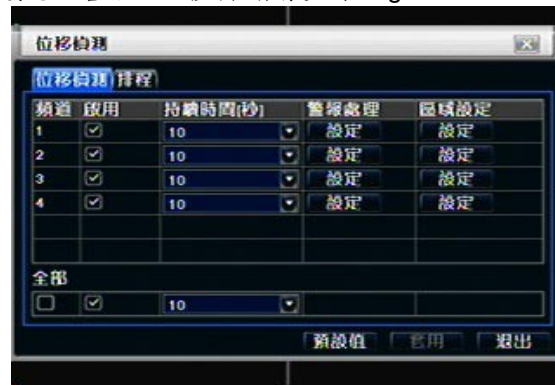 位移偵測
位移偵測 排程
頻道 啟用 持續時間(秒) 警報處理 區域設定
1 10 設定 設定
2 10 設定 設定
3 10 設定 設定
4 10 設定 設定
全部
10
預設值 套用 退出